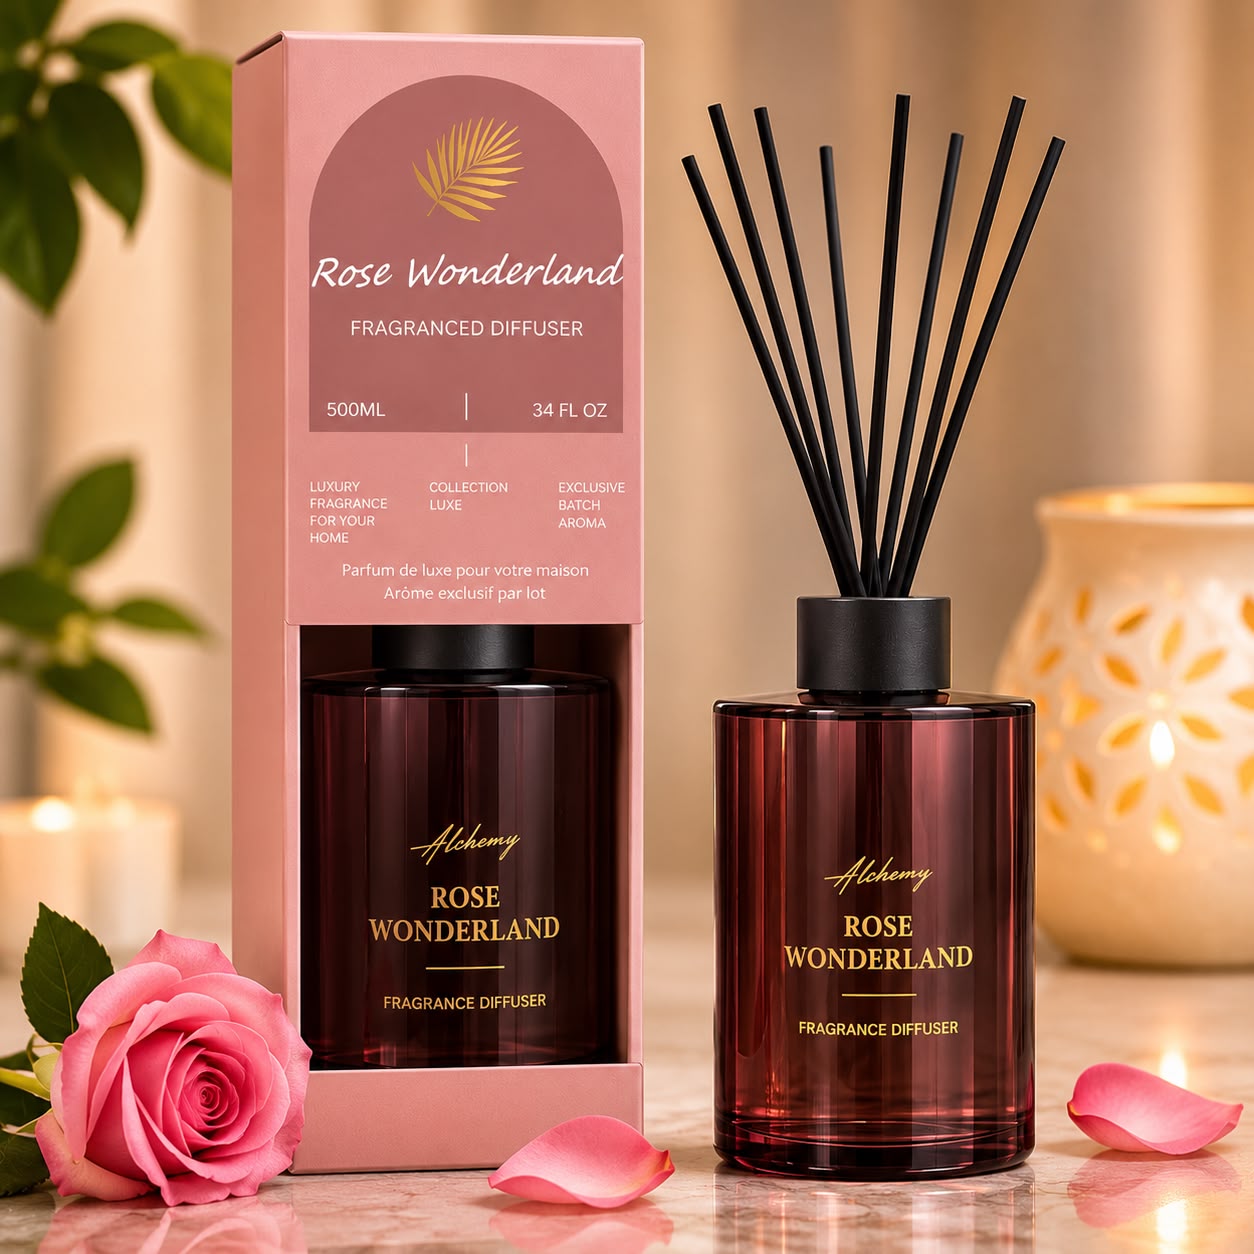 Rose Wonderland
FRAGRANCED DIFFUSER
500ML | 34 FL OZ
LUXURY
FRAGRANCE
FOR YOUR
HOME
COLLECTION
LUXE
EXCLUSIVE
BATCH
AROMA
Parfum de luxe pour votre maison
Arôme exclusif par lot
Alchemy
ROSE
WONDERLAND
FRAGRANCE DIFFUSER
Alchemy
ROSE
WONDERLAND
FRAGRANCE DIFFUSER